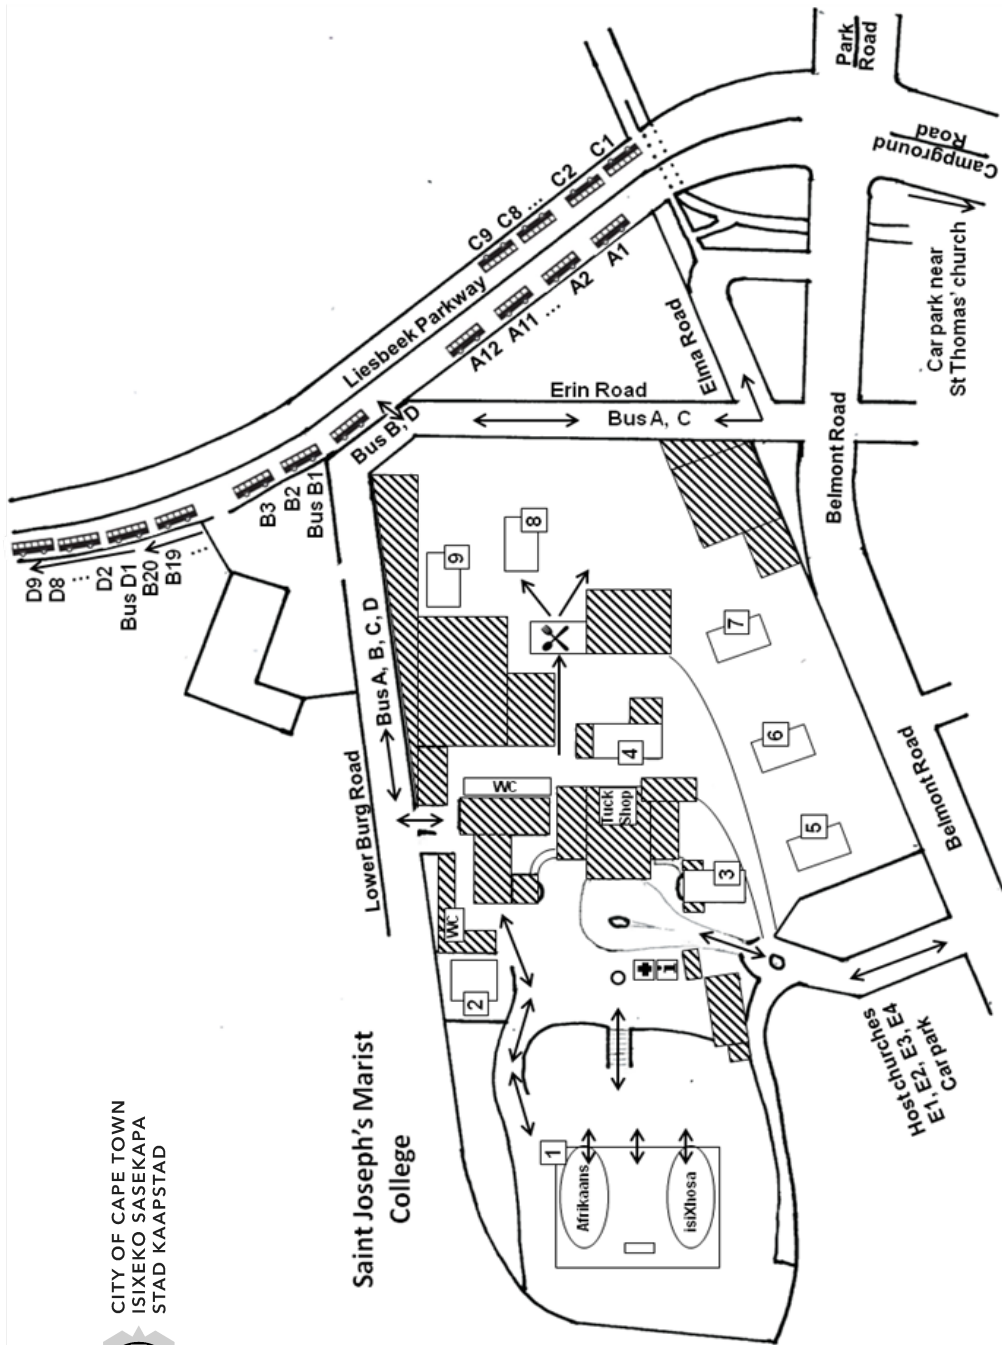 CITY OF CAPE TOWN
ISIXEKO SASEKAPA
STAD KAAPSTAD
Saint Joseph's Marist
College
Lower Burg Road
Bus A, B, C, D
D9
D8
...
D2
Bus D1
B20
B19
...
B3
B2
Bus B1
Bus B, D
Liesbeek Parkway
C9
C8
...
C2
C1
A12
A11
...
A2
A1
Erin Road
Bus A, C
Elma Road
Park
Road
Campground
Road
Car park near
St Thomas' church
Belmont Road
Belmont Road
Host churches
E1, E2, E3, E4
Car park
1
Afrikaans
isiXhosa
2
WC
WC
Tuck
Shop
i
3
4
5
6
7
8
9